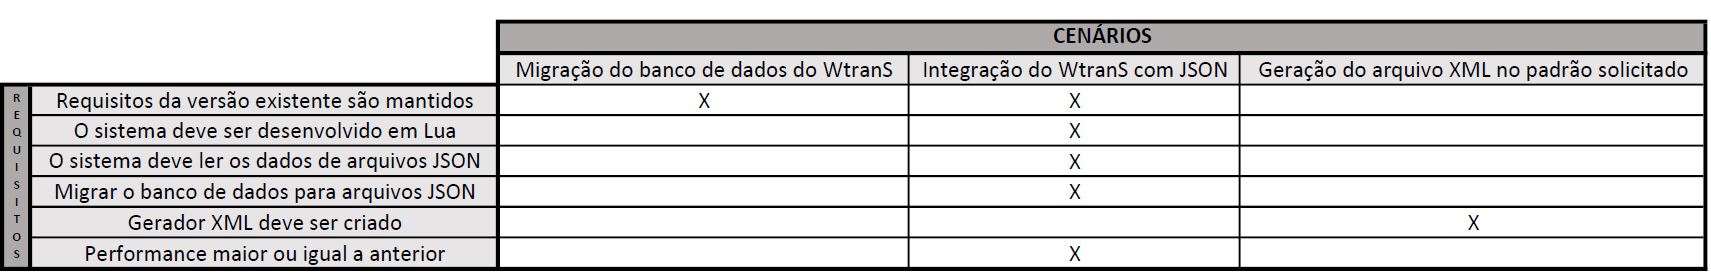 CENÁRIOS
Migração do banco de dados do WtranS Integração do WtranS com JSON Geração do arquivo XML no padrão solicitado
REQUISITOS
Requisitos da versão existente são mantidos X X
O sistema deve ser desenvolvido em Lua X
O sistema deve ler os dados de arquivos JSON X
Migrar o banco de dados para arquivos JSON X
Gerador XML deve ser criado X
Performance maior ou igual a anterior X